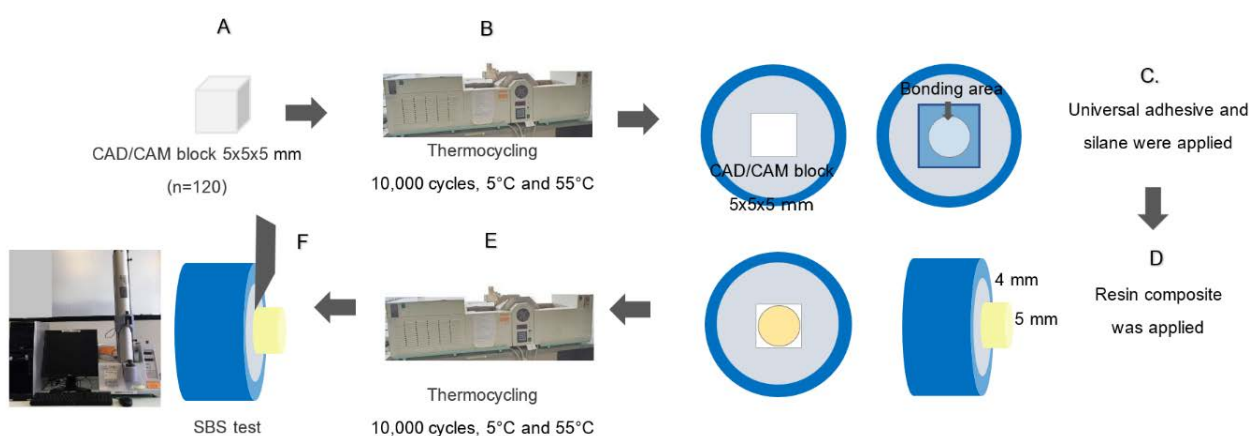 A
CAD/CAM block 5x5x5 mm
(n=120)
B
Thermocycling
10,000 cycles, 5°C and 55°C
CAD/CAM block
5x5x5 mm
Bonding area
C.
Universal adhesive and
silane were applied
D
Resin composite
was applied
4 mm
5 mm
E
Thermocycling
10,000 cycles, 5°C and 55°C
F
SBS test